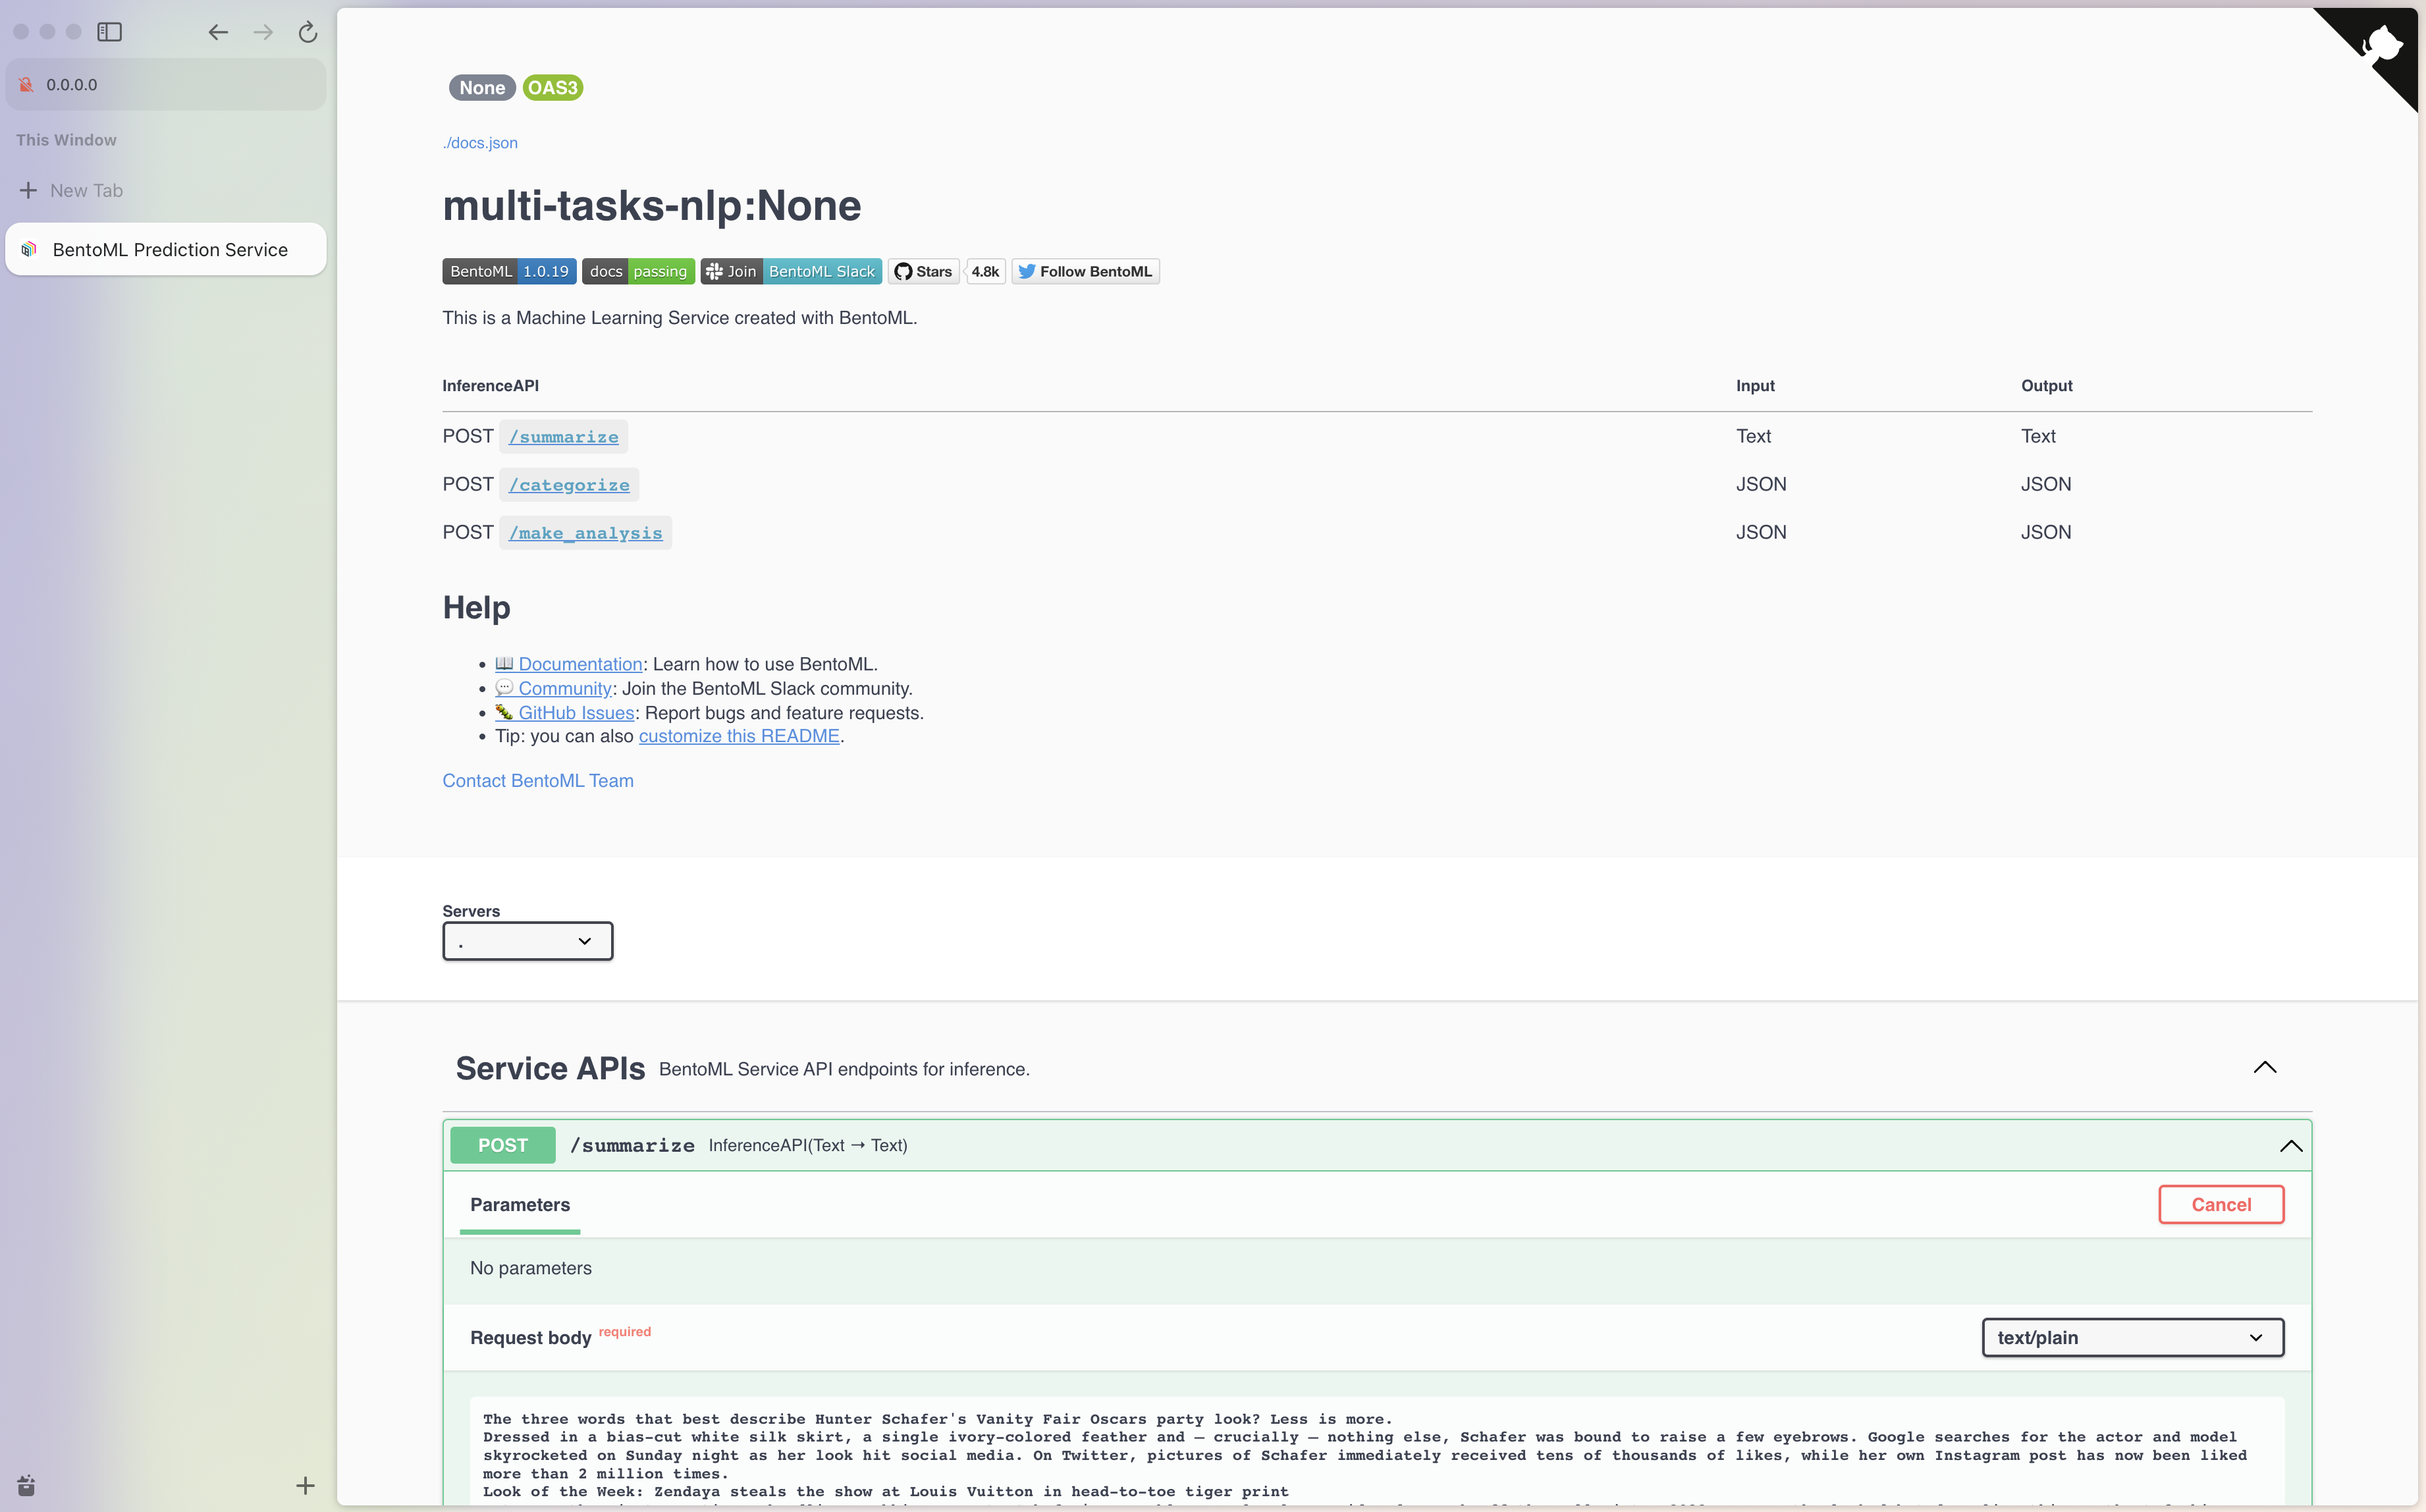 0.0.0.0
This Window
New Tab
BentoML Prediction Service
None OAS3
./docs.json
multi-tasks-nlp:None
BentoML 1.0.19 docs passing Join BentoML Slack Stars 4.8k Follow BentoML
This is a Machine Learning Service created with BentoML.
InferenceAPI Input Output
POST /summarize Text Text
POST /categorize JSON JSON
POST /make_analysis JSON JSON
Help
Documentation: Learn how to use BentoML.
Community: Join the BentoML Slack community.
GitHub Issues: Report bugs and feature requests.
Tip: you can also customize this README.
Contact BentoML Team
Servers
.
Service APIs BentoML Service API endpoints for inference.
POST /summarize InferenceAPI(Text → Text)
Parameters Cancel
No parameters
Request body required text/plain
The three words that best describe Hunter Schafer's Vanity Fair Oscars party look? Less is more.
Dressed in a bias-cut white silk skirt, a single ivory-colored feather and — crucially — nothing else, Schafer was bound to raise a few eyebrows. Google searches for the actor and model
skyrocketed on Sunday night as her look hit social media. On Twitter, pictures of Schafer immediately received tens of thousands of likes, while her own Instagram post has now been liked
more than 2 million times.
Look of the Week: Zendaya steals the show at Louis Vuitton in head-to-toe tiger print